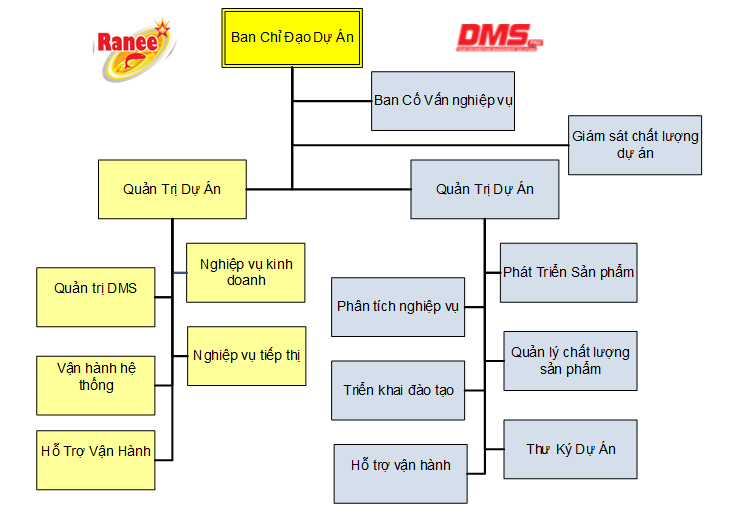 Ranee
DMS
Ban Chỉ Đạo Dự Án
Ban Cố Vấn nghiệp vụ
Giám sát chất lượng
dự án
Quản Trị Dự Án
Quản Trị Dự Án
Nghiệp vụ kinh
doanh
Quản trị DMS
Nghiệp vụ tiếp thị
Vận hành hệ
thống
Hỗ Trợ Vận Hành
Phát Triển Sản phẩm
Phân tích nghiệp vụ
Quản lý chất lượng
sản phẩm
Triển khai đào tạo
Thư Ký Dự Án
Hỗ trợ vận hành